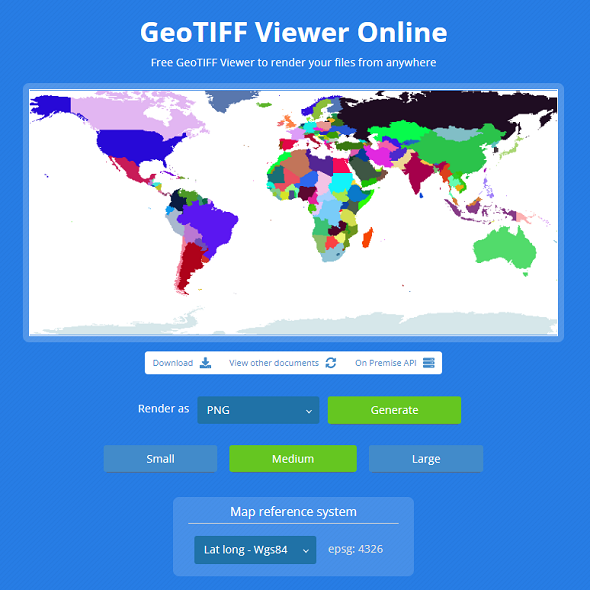 GeoTIFF Viewer Online
Free GeoTIFF Viewer to render your files from anywhere
Download View other documents On Premise API
Render as PNG Generate
Small Medium Large
Map reference system
Lat long - Wgs84 epsg: 4326